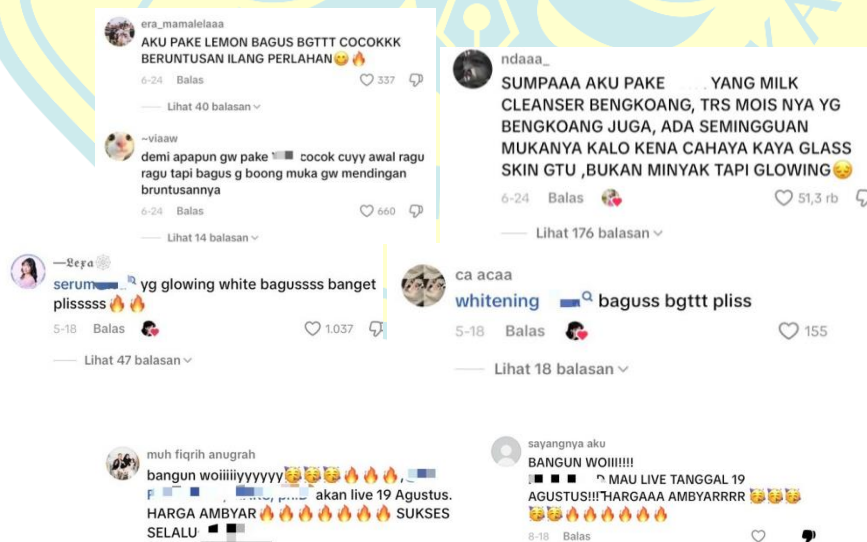 era_mamalelaaa
AKU PAKE LEMON BAGUS BGTTT COCOKKK
BERUNTUSAN ILANG PERLAHAN😋🔥
6-24 Balas 337
Lihat 40 balasan
~viaaw
demi apapun gw pake cocok cuyy awal ragu
ragu tapi bagus g boong muka gw mendingan
bruntusannya
6-24 Balas 660
Lihat 14 balasan
ndaaa_
SUMPAAA AKU PAKE YANG MILK
CLEANSER BENGKOANG, TRS MOIS NYA YG
BENGKOANG JUGA, ADA SEMINGGUAN
MUKANYA KALO KENA CAHAYA KAYA GLASS
SKIN GTU ,BUKAN MINYAK TAPI GLOWING😔
6-24 Balas 51,3 rb
Lihat 176 balasan
—𝔏𝔢𝔵𝔞🕸
serum yg glowing white bagussss banget
plisssss🔥🔥
5-18 Balas 1.037
Lihat 47 balasan
ca acaa
whitening baguss bgttt pliss
5-18 Balas 155
Lihat 18 balasan
muh fiqrih anugrah
bangun woiiiiyyyyyy🥳🥳🥳🔥🔥🔥,
akan live 19 Agustus.
HARGA AMBYAR🔥🔥🔥🔥🔥🔥🔥 SUKSES
SELALU
sayangnya aku
BANGUN WOIII!!!!
MAU LIVE TANGGAL 19
AGUSTUS!!!HARGAAA AMBYARRRR🥳🥳🥳
🥳🥳🔥🔥🔥🔥🔥🔥
8-18 Balas